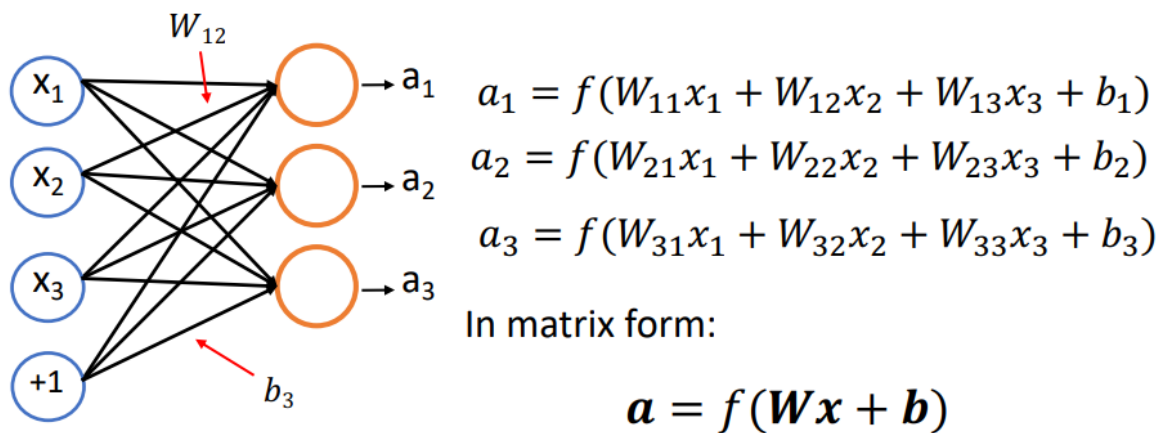 W₁₂
x₁
x₂
x₃
+1
b₃
a₁
a₂
a₃
a₁ = f(W₁₁x₁ + W₁₂x₂ + W₁₃x₃ + b₁)
a₂ = f(W₂₁x₁ + W₂₂x₂ + W₂₃x₃ + b₂)
a₃ = f(W₃₁x₁ + W₃₂x₂ + W₃₃x₃ + b₃)
In matrix form:
a = f(Wx + b)